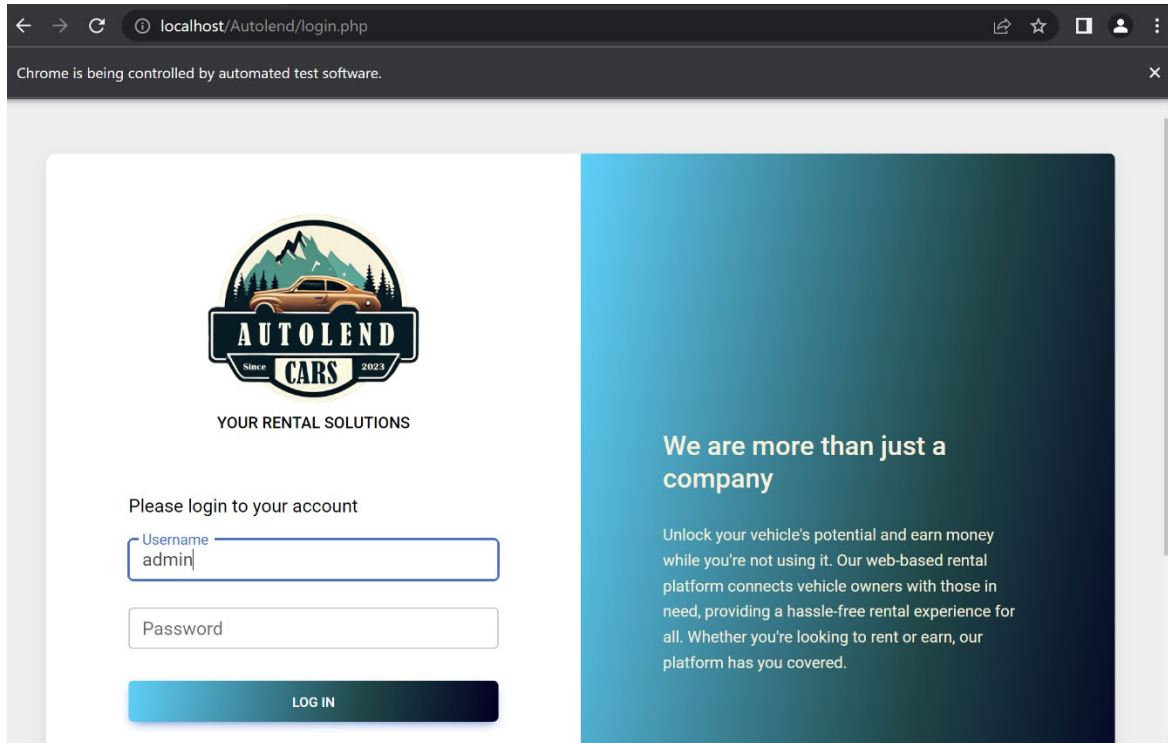 localhost/Autolend/login.php
Chrome is being controlled by automated test software.
AUTOLEND
Since CARS 2023
YOUR RENTAL SOLUTIONS
Please login to your account
Username
admin
Password
LOG IN
We are more than just a
company
Unlock your vehicle's potential and earn money
while you're not using it. Our web-based rental
platform connects vehicle owners with those in
need, providing a hassle-free rental experience for
all. Whether you're looking to rent or earn, our
platform has you covered.